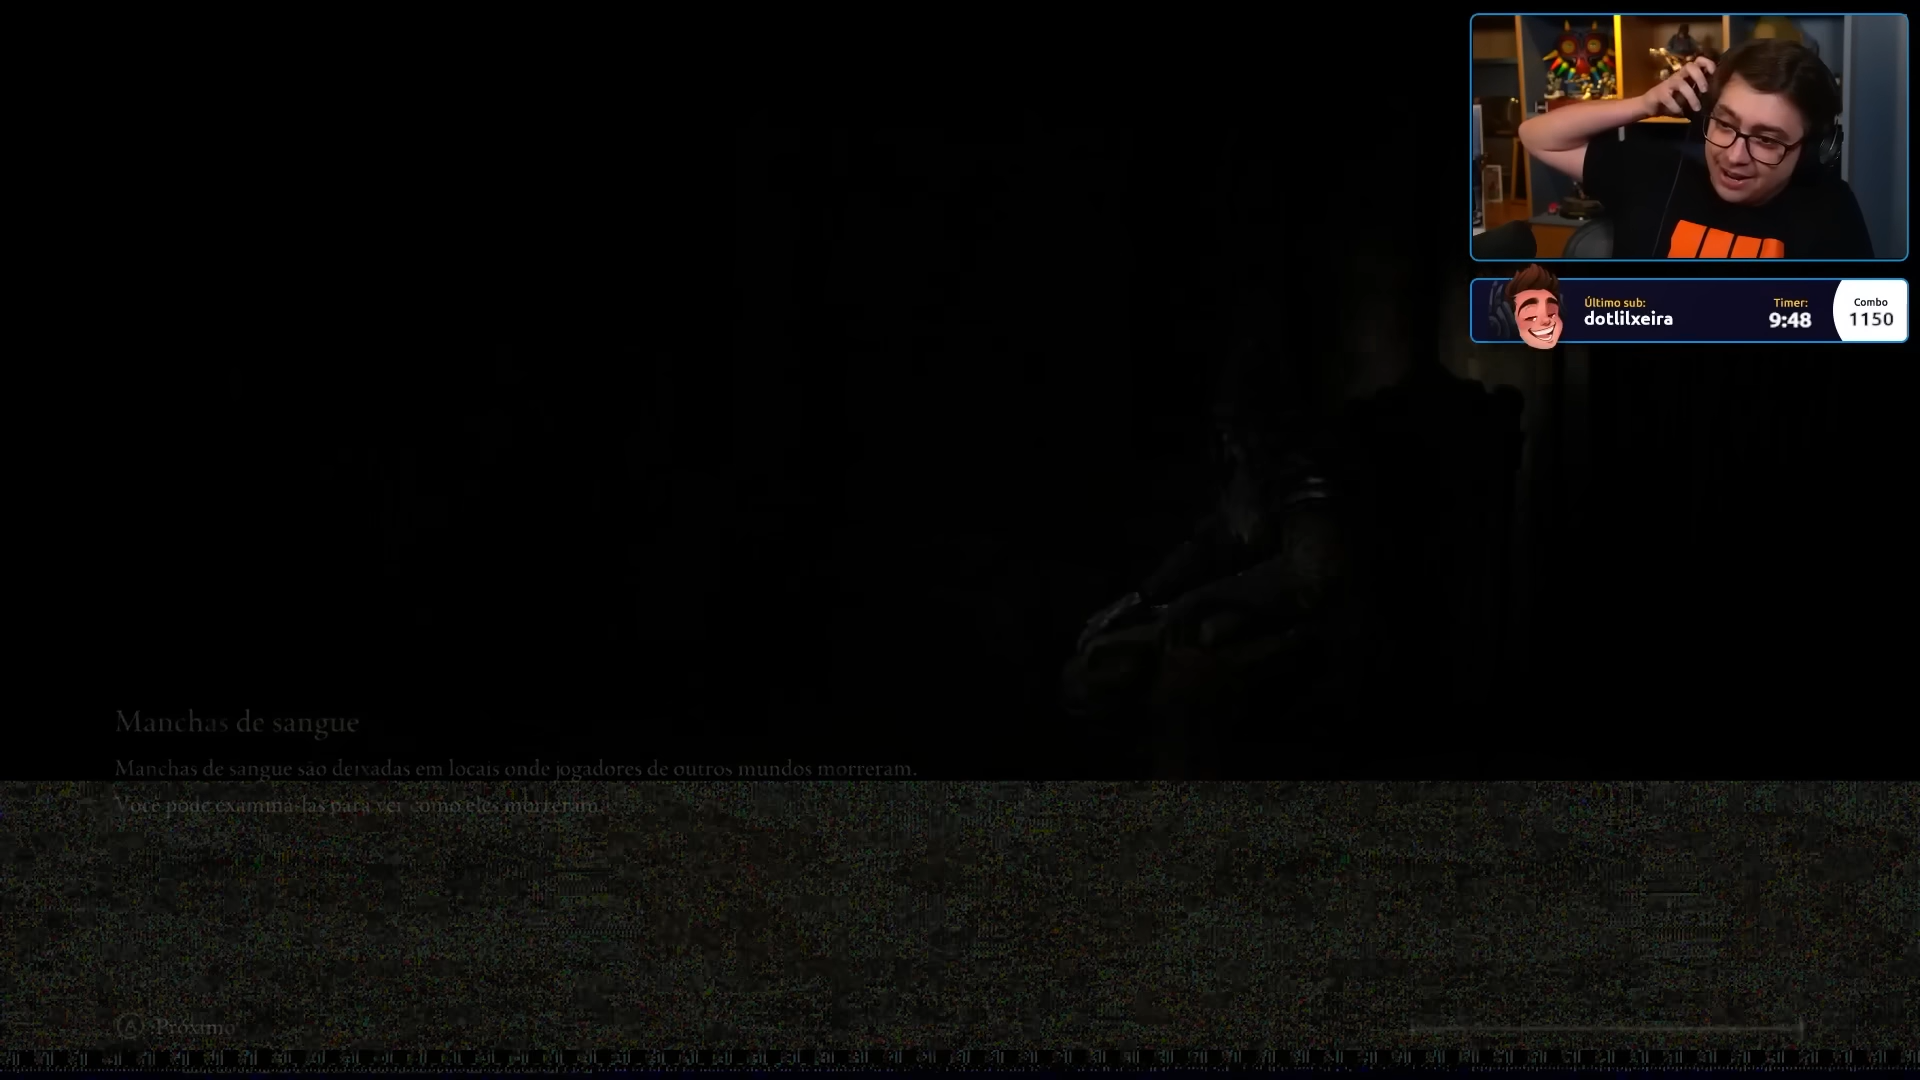 Último sub:
dotlilxeira
Timer:
9:48
Combo
1150
Manchas de sangue
Manchas de sangue são deixadas em locais onde jogadores de outros mundos morreram.
Você pode examiná-las para ver como eles morreram.
A Próximo